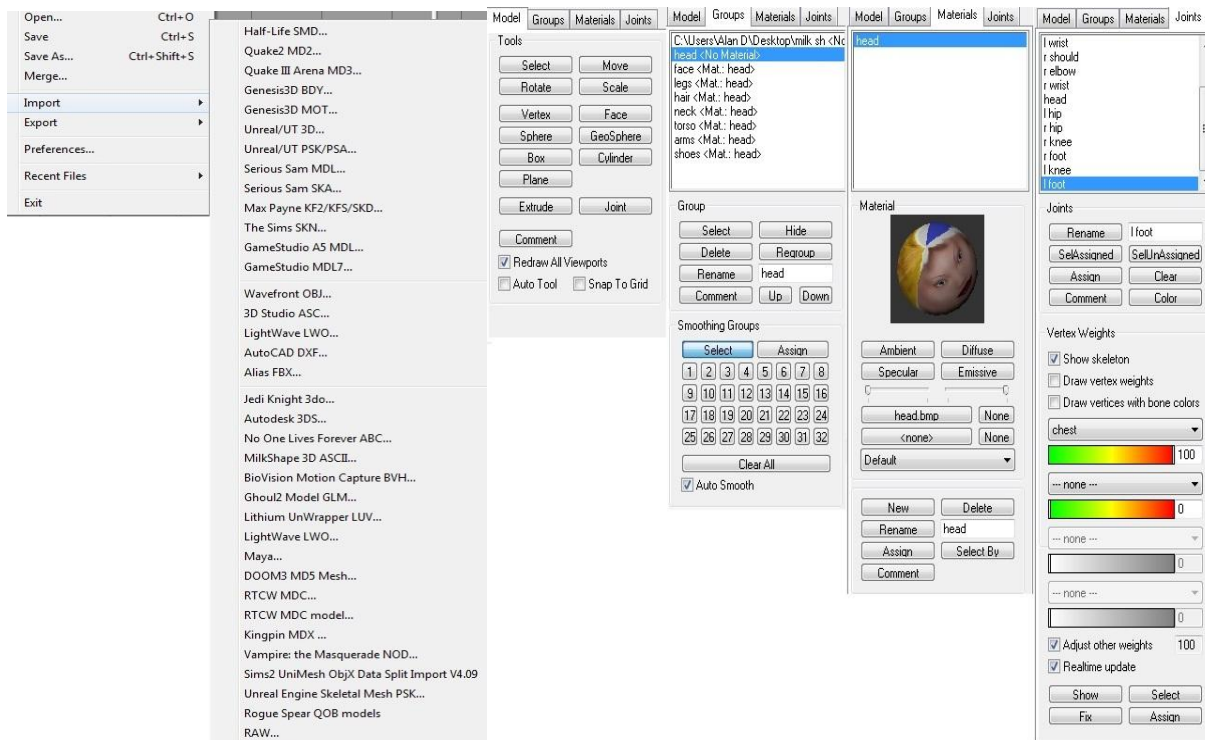 Open... Ctrl+O
Save Ctrl+S
Save As... Ctrl+Shift+S
Merge...
Import
Export
Preferences...
Recent Files
Exit
Half-Life SMD...
Quake2 MD2...
Quake III Arena MD3...
Genesis3D BDY...
Genesis3D MOT...
Unreal/UT 3D...
Unreal/UT PSK/PSA...
Serious Sam MDL...
Serious Sam SKA...
Max Payne KF2/KFS/SKD...
The Sims SKN...
GameStudio A5 MDL...
GameStudio MDL7...
Wavefront OBJ...
3D Studio ASC...
LightWave LWO...
AutoCAD DXF...
Alias FBX...
Jedi Knight 3do...
Autodesk 3DS...
No One Lives Forever ABC...
MilkShape 3D ASCII...
BioVision Motion Capture BVH...
Ghoul2 Model GLM...
Lithium UnWrapper LUV...
LightWave LWO...
Maya...
DOOM3 MD5 Mesh...
RTCW MDC...
RTCW MDC model...
Kingpin MDX ...
Vampire: the Masquerade NOD...
Sims2 UniMesh ObjX Data Split Import V4.09
Unreal Engine Skeletal Mesh PSK...
Rogue Spear QOB models
RAW...
Model Groups Materials Joints
Tools
Select Move
Rotate Scale
Vertex Face
Sphere GeoSphere
Box Cylinder
Plane
Extrude Joint
Comment
Redraw All Viewports
Auto Tool Snap To Grid
Model Groups Materials Joints
C:\Users\Alan D\Desktop\milk sh <Nc
head <No Material>
face <Mat.: head>
legs <Mat.: head>
hair <Mat.: head>
neck <Mat.: head>
torso <Mat.: head>
arms <Mat.: head>
shoes <Mat.: head>
Group
Select Hide
Delete Regroup
Rename head
Comment Up Down
Smoothing Groups
Select Assign
1 2 3 4 5 6 7 8
9 10 11 12 13 14 15 16
17 18 19 20 21 22 23 24
25 26 27 28 29 30 31 32
Clear All
Auto Smooth
Model Groups Materials Joints
head
Material
Ambient Diffuse
Specular Emissive
head.bmp None
<none> None
Default
New Delete
Rename head
Assign Select By
Comment
Model Groups Materials Joints
l wrist
r should
r elbow
r wrist
head
l hip
r hip
r knee
r foot
l knee
l foot
Joints
Rename l foot
SelAssigned SelUnAssigned
Assign Clear
Comment Color
Vertex Weights
Show skeleton
Draw vertex weights
Draw vertices with bone colors
chest
100
--- none ---
0
--- none ---
0
--- none ---
0
Adjust other weights 100
Realtime update
Show Select
Fix Assign